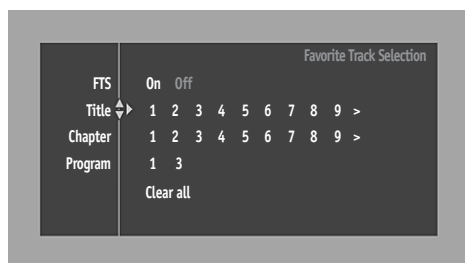 Favorite Track Selection
FTS On Off
Title 1 2 3 4 5 6 7 8 9 >
Chapter 1 2 3 4 5 6 7 8 9 >
Program 1 3
Clear all